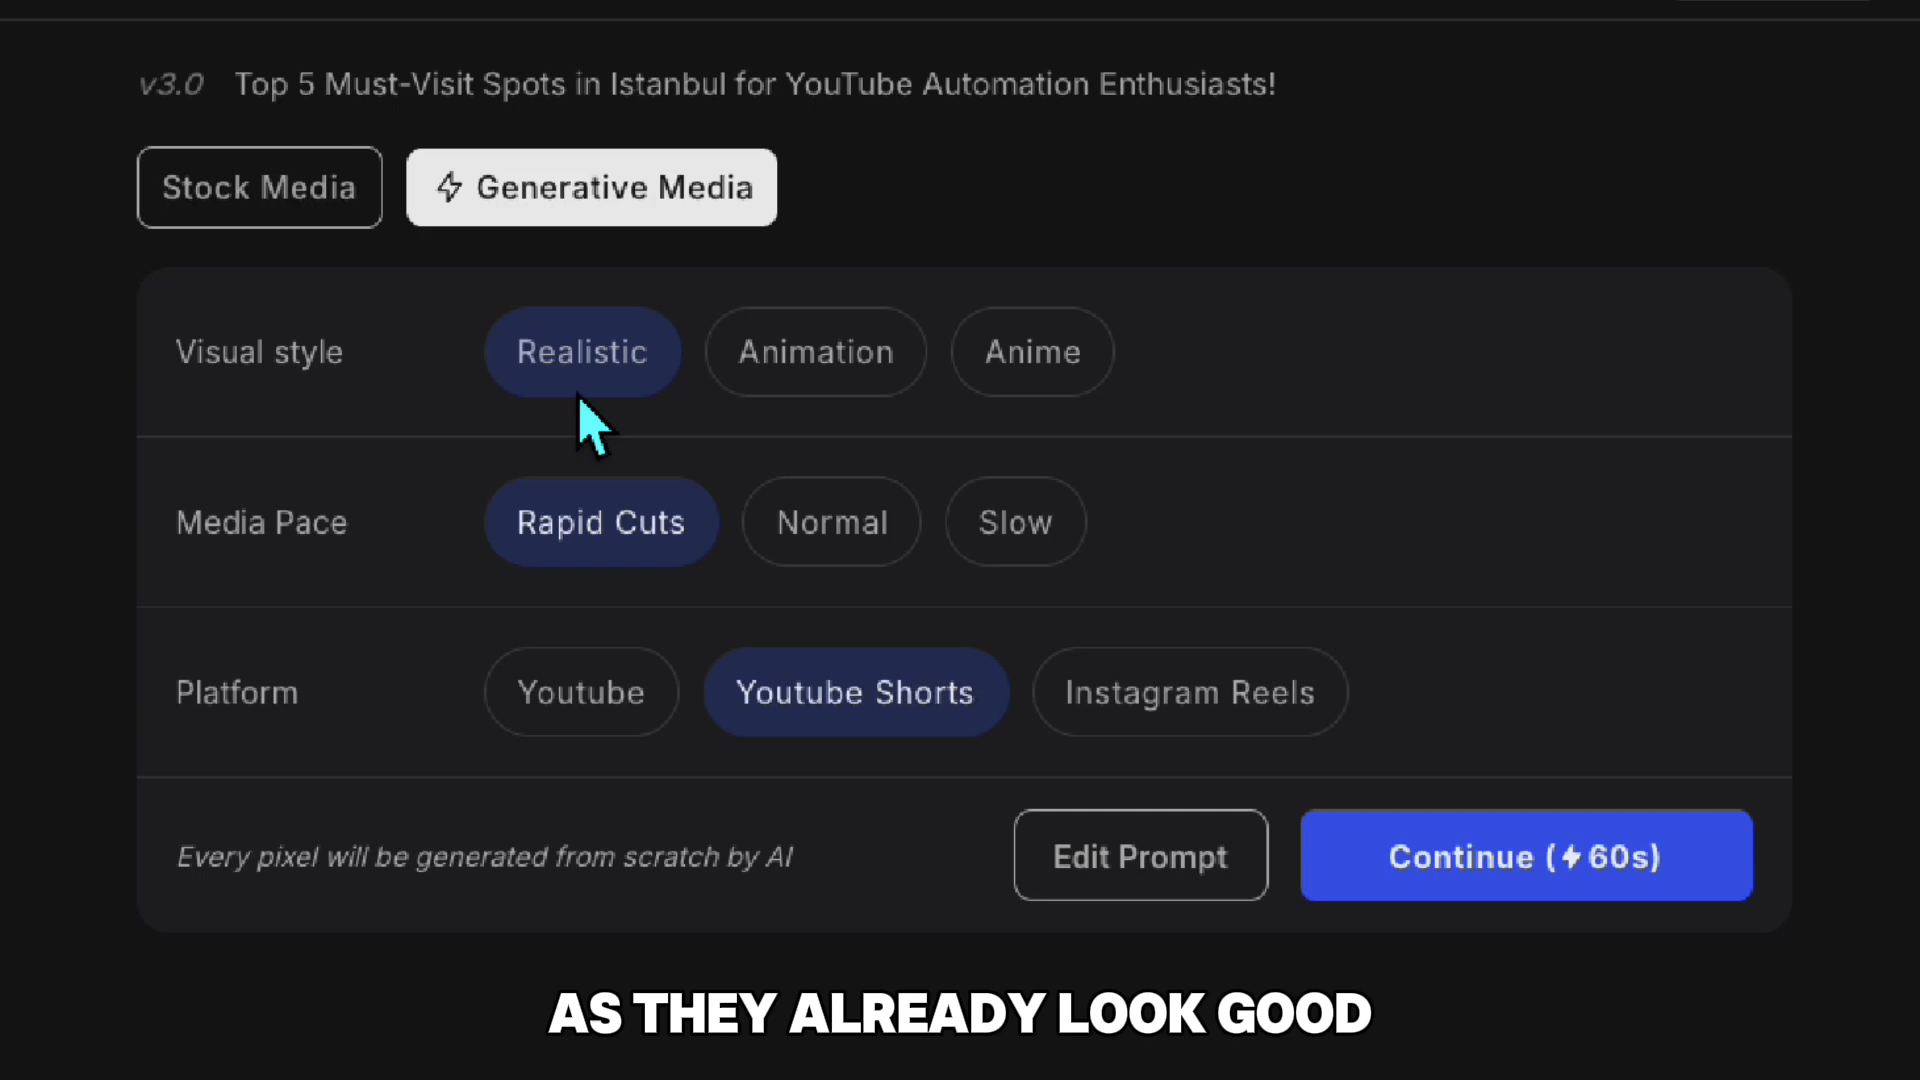 v3.0 Top 5 Must-Visit Spots in Istanbul for YouTube Automation Enthusiasts!
Stock Media Generative Media
Visual style Realistic Animation Anime
Media Pace Rapid Cuts Normal Slow
Platform Youtube Youtube Shorts Instagram Reels
Every pixel will be generated from scratch by AI Edit Prompt Continue (⚡60s)
AS THEY ALREADY LOOK GOOD